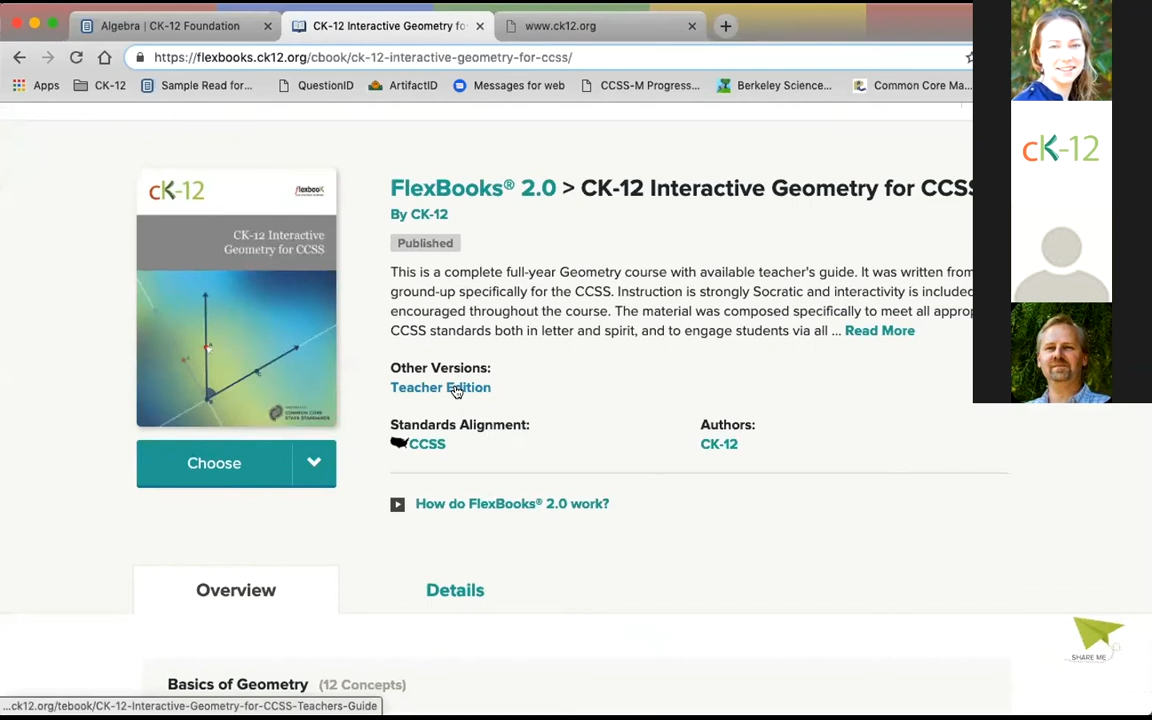 Algebra | CK-12 Foundation
CK-12 Interactive Geometry fo
www.ck12.org
https://flexbooks.ck12.org/cbook/ck-12-interactive-geometry-for-ccss/
Apps
CK-12
Sample Read for...
QuestionID
ArtifactID
Messages for web
CCSS-M Progress...
Berkeley Science...
Common Core Ma...
cK-12
flexbook
CK-12 Interactive
Geometry for CCSS
COMMON CORE
STATE STANDARDS
Choose
FlexBooks® 2.0 > CK-12 Interactive Geometry for CCSS
By CK-12
Published
This is a complete full-year Geometry course with available teacher's guide. It was written from
ground-up specifically for the CCSS. Instruction is strongly Socratic and interactivity is included
encouraged throughout the course. The material was composed specifically to meet all approp
CCSS standards both in letter and spirit, and to engage students via all ... Read More
Other Versions:
Teacher Edition
Standards Alignment:
CCSS
Authors:
CK-12
How do FlexBooks® 2.0 work?
Overview
Details
Basics of Geometry (12 Concepts)
...ck12.org/tebook/CK-12-Interactive-Geometry-for-CCSS-Teachers-Guide
cK-12
SHARE ME